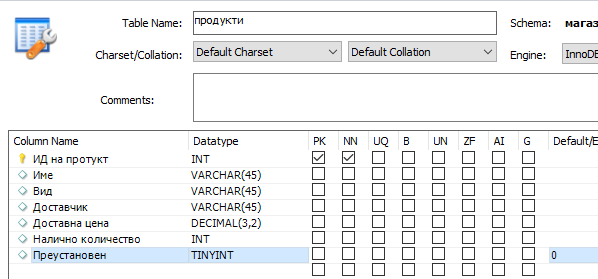 Table Name: продукти Schema: магаз
Charset/Collation: Default Charset Default Collation Engine: InnoDB
Comments:
Column Name Datatype PK NN UQ B UN ZF AI G Default/E
ИД на протукт INT
Име VARCHAR(45)
Вид VARCHAR(45)
Доставчик VARCHAR(45)
Доставна цена DECIMAL(3,2)
Налично количество INT
Преустановен TINYINT 0